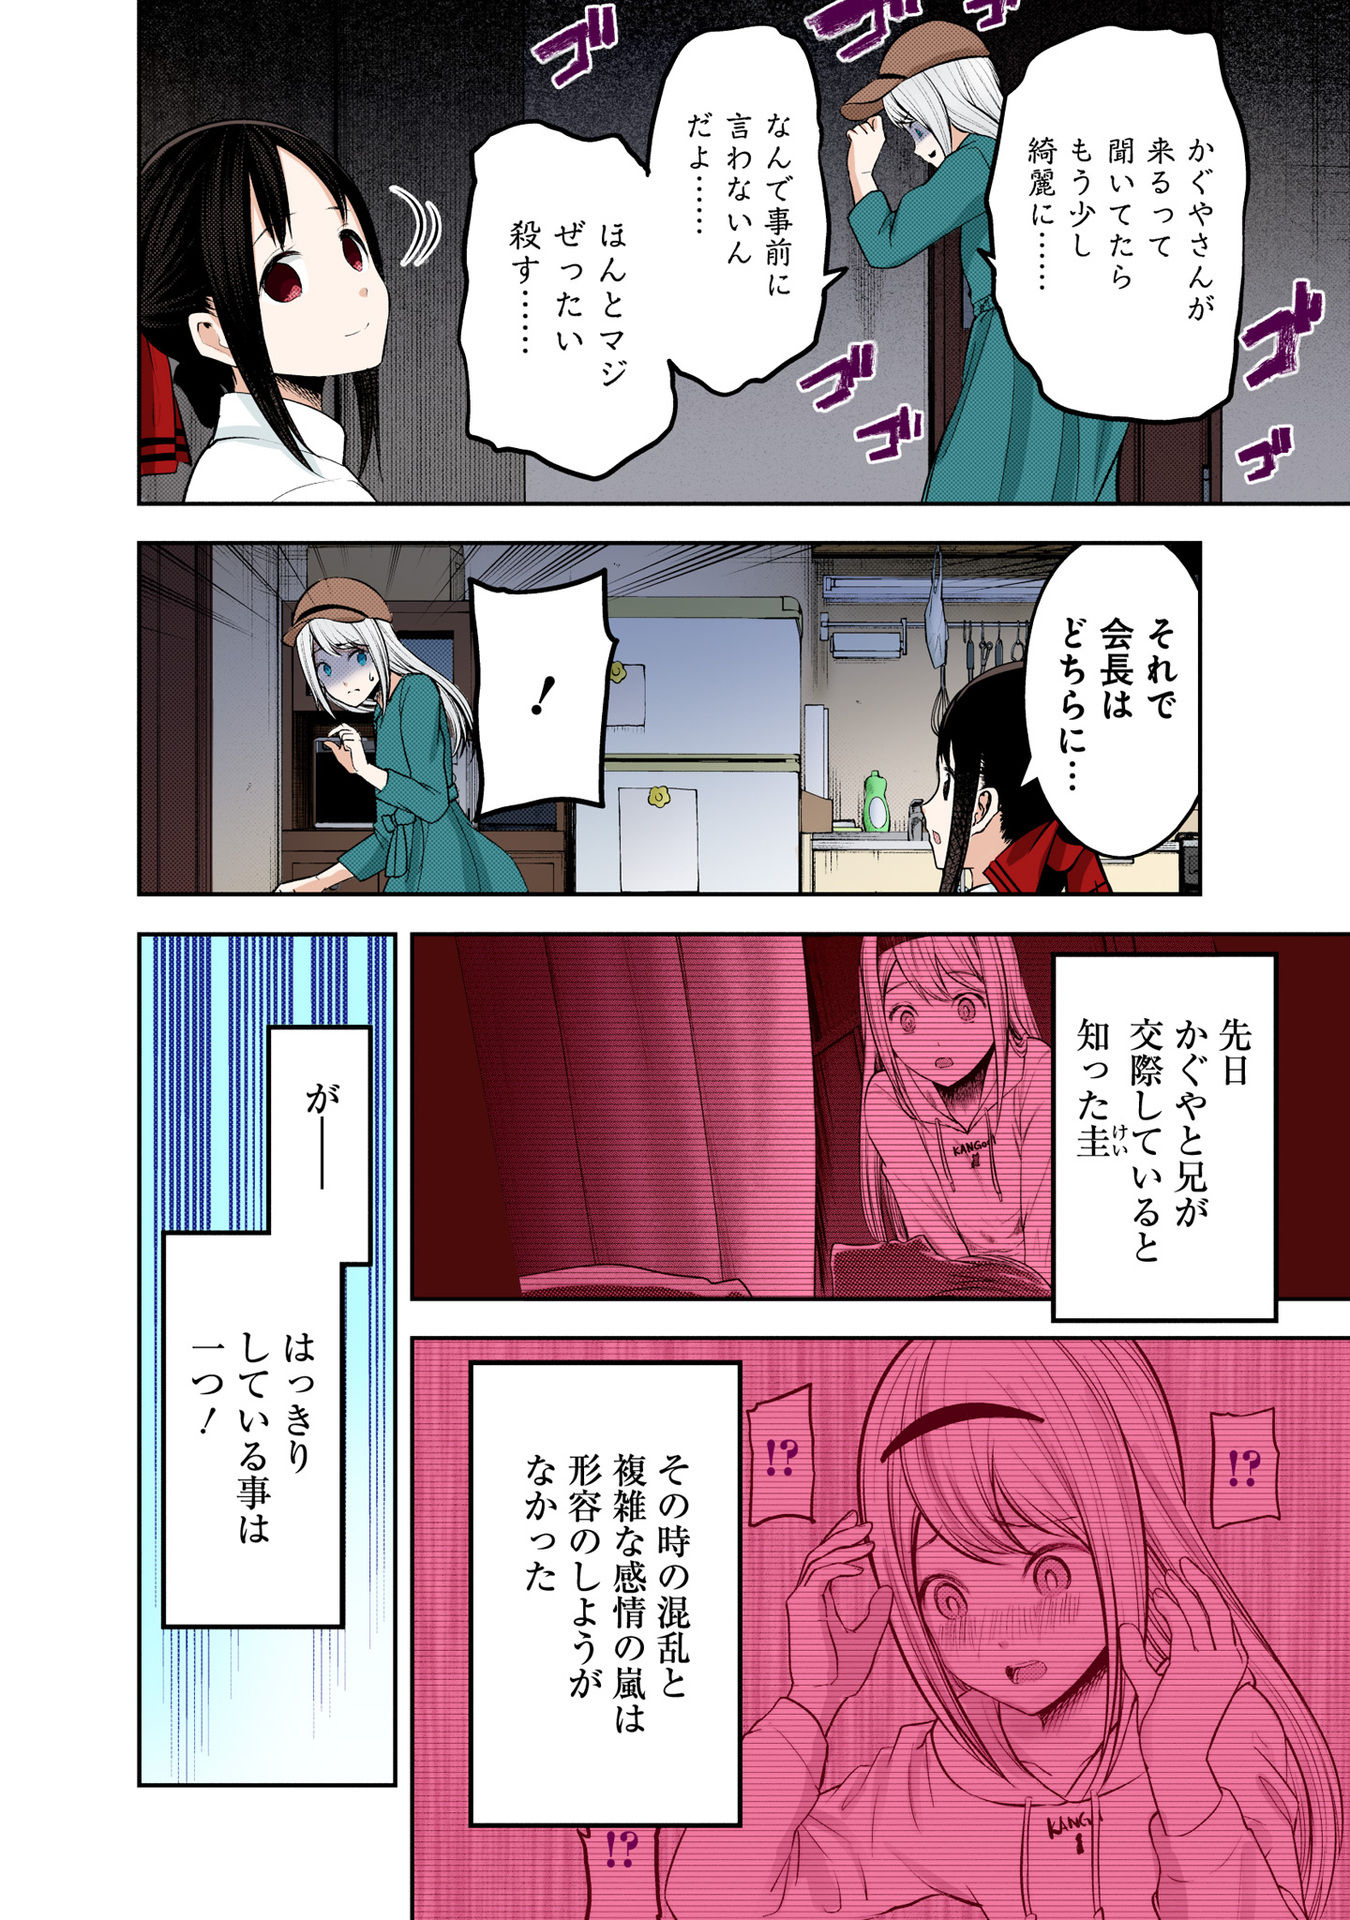 かぐやさんが
来るって
聞いてたら
もう少し
綺麗に……
なんで事前に
言わないん
だよ……
ほんとマジ
ぜったい
殺す……
ゴ
ゴ
ゴ
ゴ
ゴ
ゴ
それで
会長は
どちらに…
！
先日
かぐやと兄が
交際していると
知った圭
けい
KANGo
1
その時の混乱と
複雑な感情の嵐は
形容のしようが
なかった
!?
!?
!?
KANGo
1
が――
はっきり
している事は
一つ！